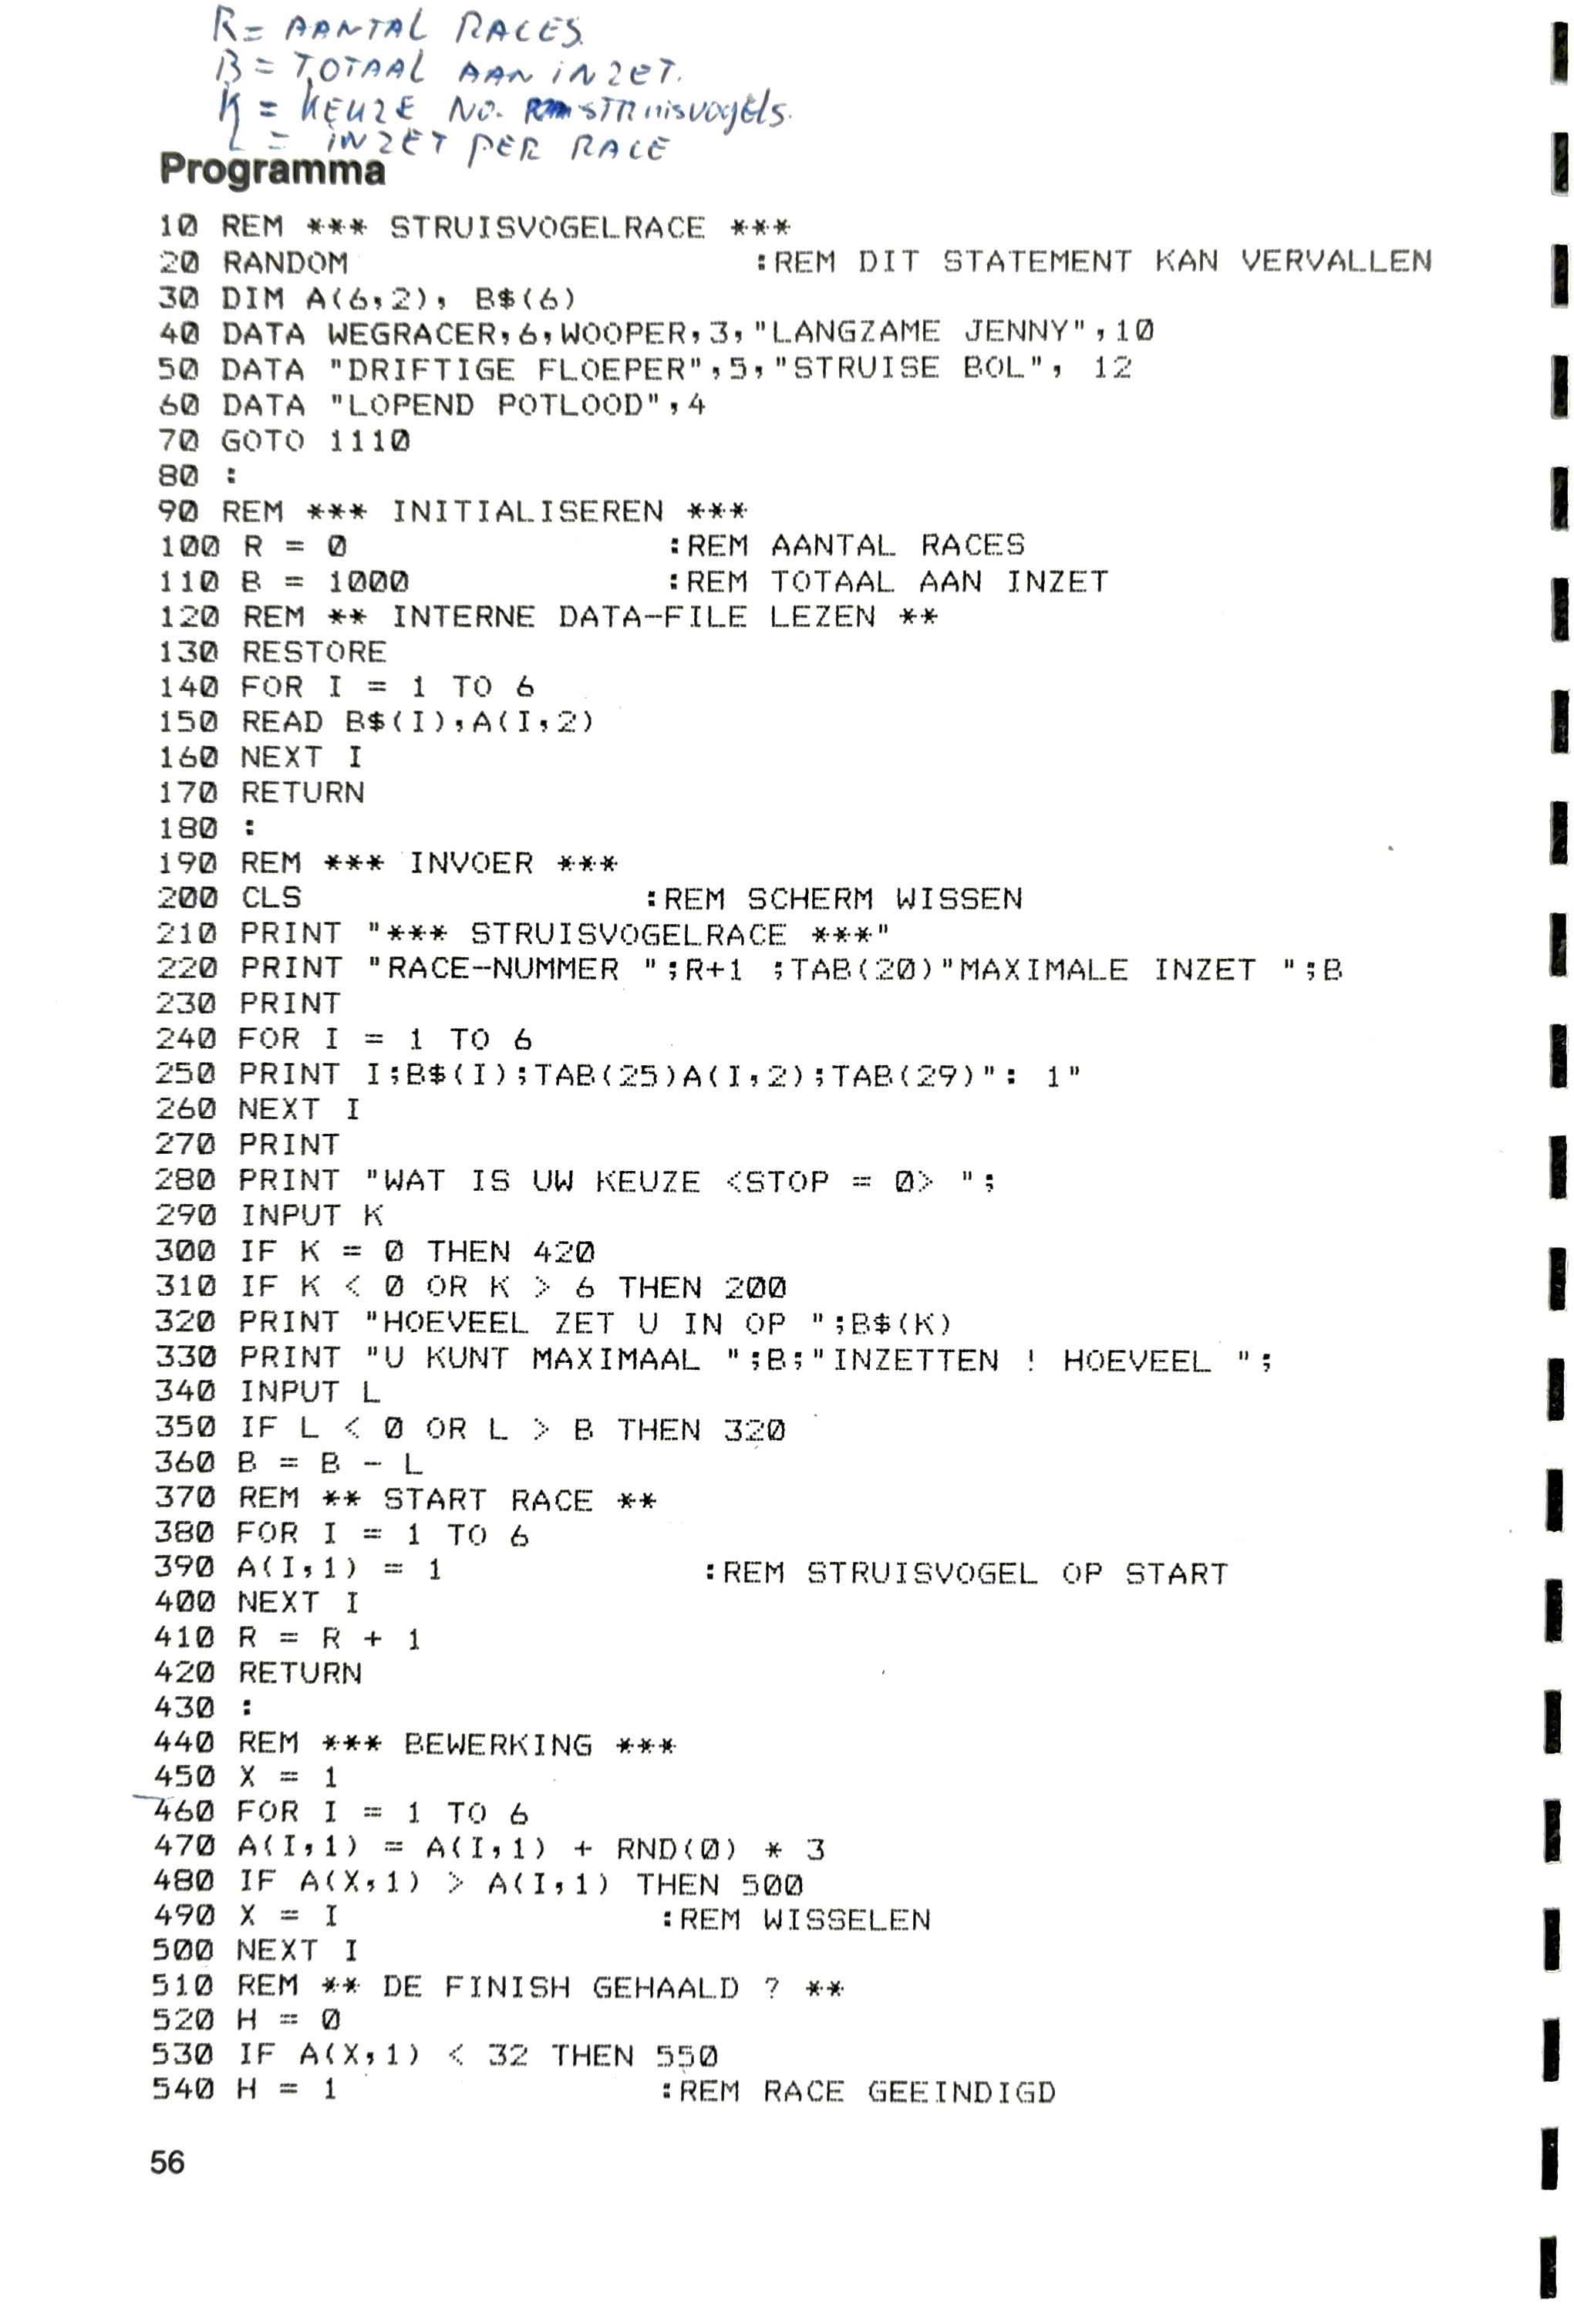 R = AANTAL RACES.
B = TOTAAL AAN INZET.
K = KEUZE NO. STRuisvogels.
L = INZET PER RACE
Programma
10 REM *** STRUISVOGELRACE ***
20 RANDOM :REM DIT STATEMENT KAN VERVALLEN
30 DIM A(6,2), B$(6)
40 DATA WEGRACER,6,WOOPER,3,"LANGZAME JENNY",10
50 DATA "DRIFTIGE FLOEPER",5,"STRUISE BOL", 12
60 DATA "LOPEND POTLOOD",4
70 GOTO 1110
80 :
90 REM *** INITIALISEREN ***
100 R = 0 :REM AANTAL RACES
110 B = 1000 :REM TOTAAL AAN INZET
120 REM ** INTERNE DATA-FILE LEZEN **
130 RESTORE
140 FOR I = 1 TO 6
150 READ B$(I),A(I,2)
160 NEXT I
170 RETURN
180 :
190 REM *** INVOER ***
200 CLS :REM SCHERM WISSEN
210 PRINT "*** STRUISVOGELRACE ***"
220 PRINT "RACE-NUMMER ";R+1 ;TAB(20)"MAXIMALE INZET ";B
230 PRINT
240 FOR I = 1 TO 6
250 PRINT I;B$(I);TAB(25)A(I,2);TAB(29)": 1"
260 NEXT I
270 PRINT
280 PRINT "WAT IS UW KEUZE <STOP = 0> ";
290 INPUT K
300 IF K = 0 THEN 420
310 IF K < 0 OR K > 6 THEN 200
320 PRINT "HOEVEEL ZET U IN OP ";B$(K)
330 PRINT "U KUNT MAXIMAAL ";B;"INZETTEN ! HOEVEEL ";
340 INPUT L
350 IF L < 0 OR L > B THEN 320
360 B = B - L
370 REM ** START RACE **
380 FOR I = 1 TO 6
390 A(I,1) = 1 :REM STRUISVOGEL OP START
400 NEXT I
410 R = R + 1
420 RETURN
430 :
440 REM *** BEWERKING ***
450 X = 1
460 FOR I = 1 TO 6
470 A(I,1) = A(I,1) + RND(0) * 3
480 IF A(X,1) > A(I,1) THEN 500
490 X = I :REM WISSELEN
500 NEXT I
510 REM ** DE FINISH GEHAALD ? **
520 H = 0
530 IF A(X,1) < 32 THEN 550
540 H = 1 :REM RACE GEEINDIGD
56